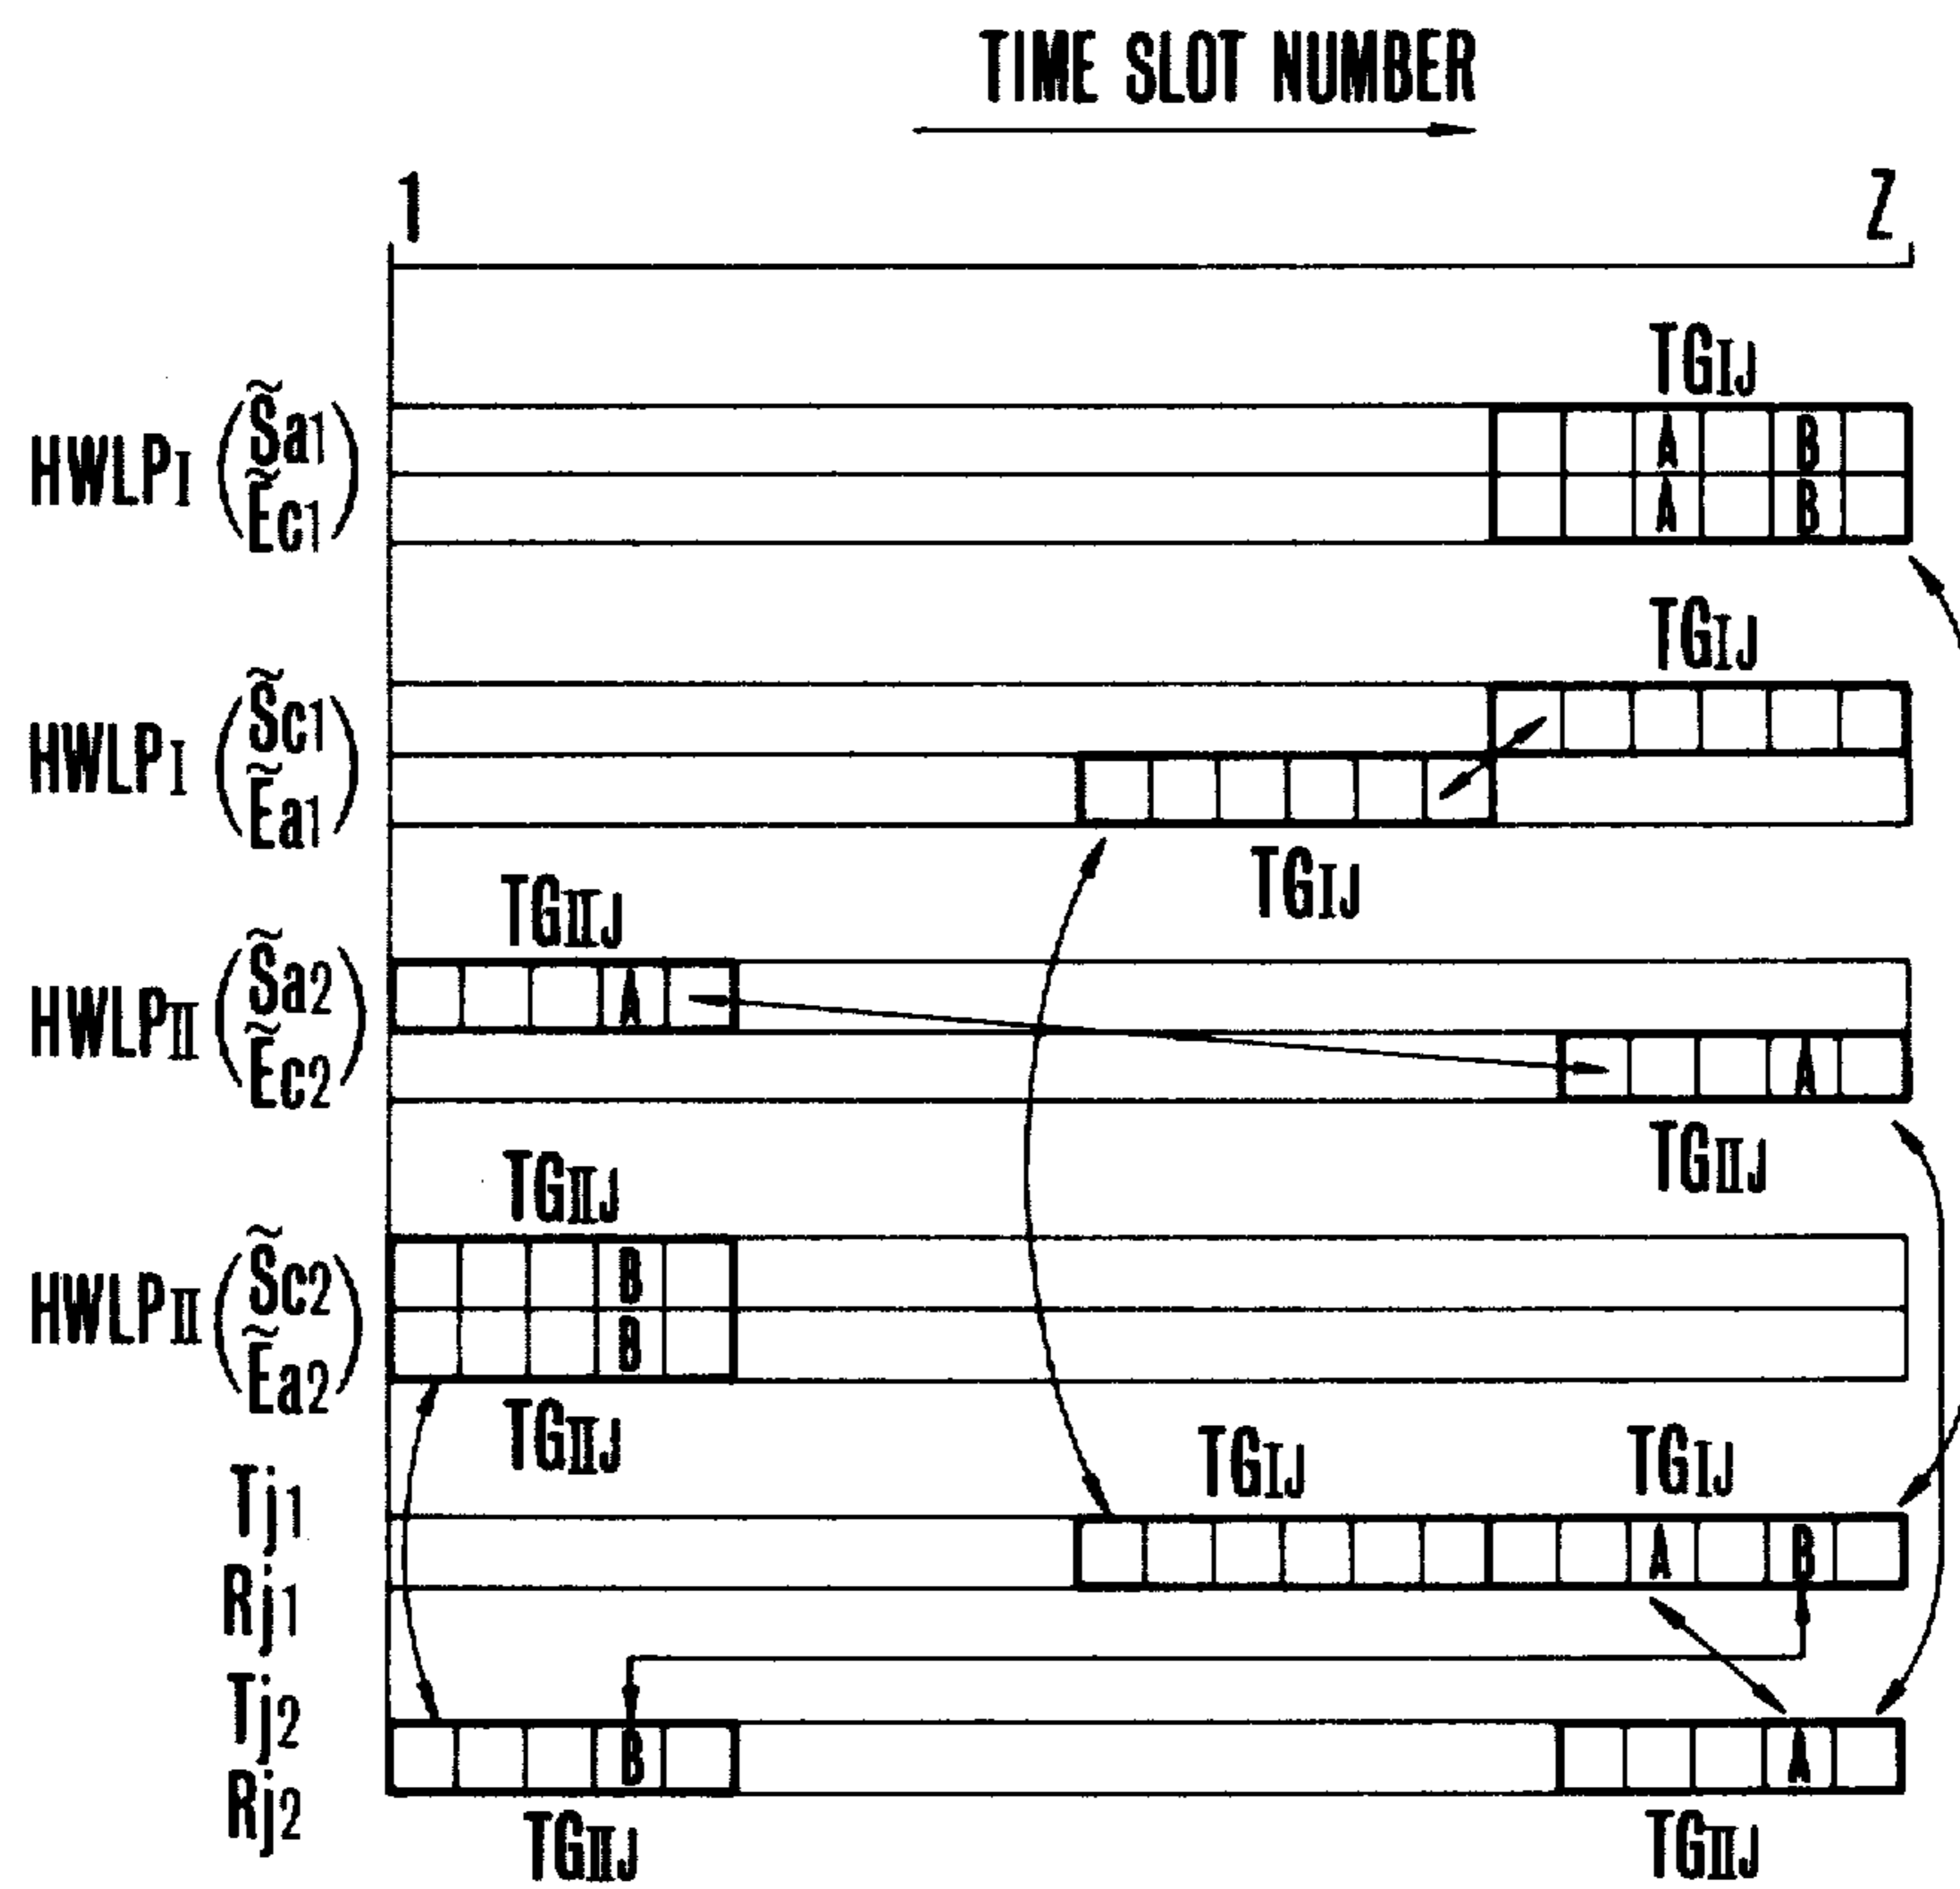 TIME SLOT NUMBER
1 Z
TGIJ
HWLPI (S̃a1
A B
Ẽc1)
A B
TGIJ
HWLPI (S̃c1
Ẽa1)
TGIJ
TGIIJ
HWLPII (S̃a2
A
Ẽc2)
A
TGIIJ
TGIIJ
HWLPII (S̃c2
B
Ẽa2)
B
TGIIJ
TGIJ TGIJ
Tj1
A B
Rj1
Tj2
B A
Rj2
TGIIJ TGIIJ